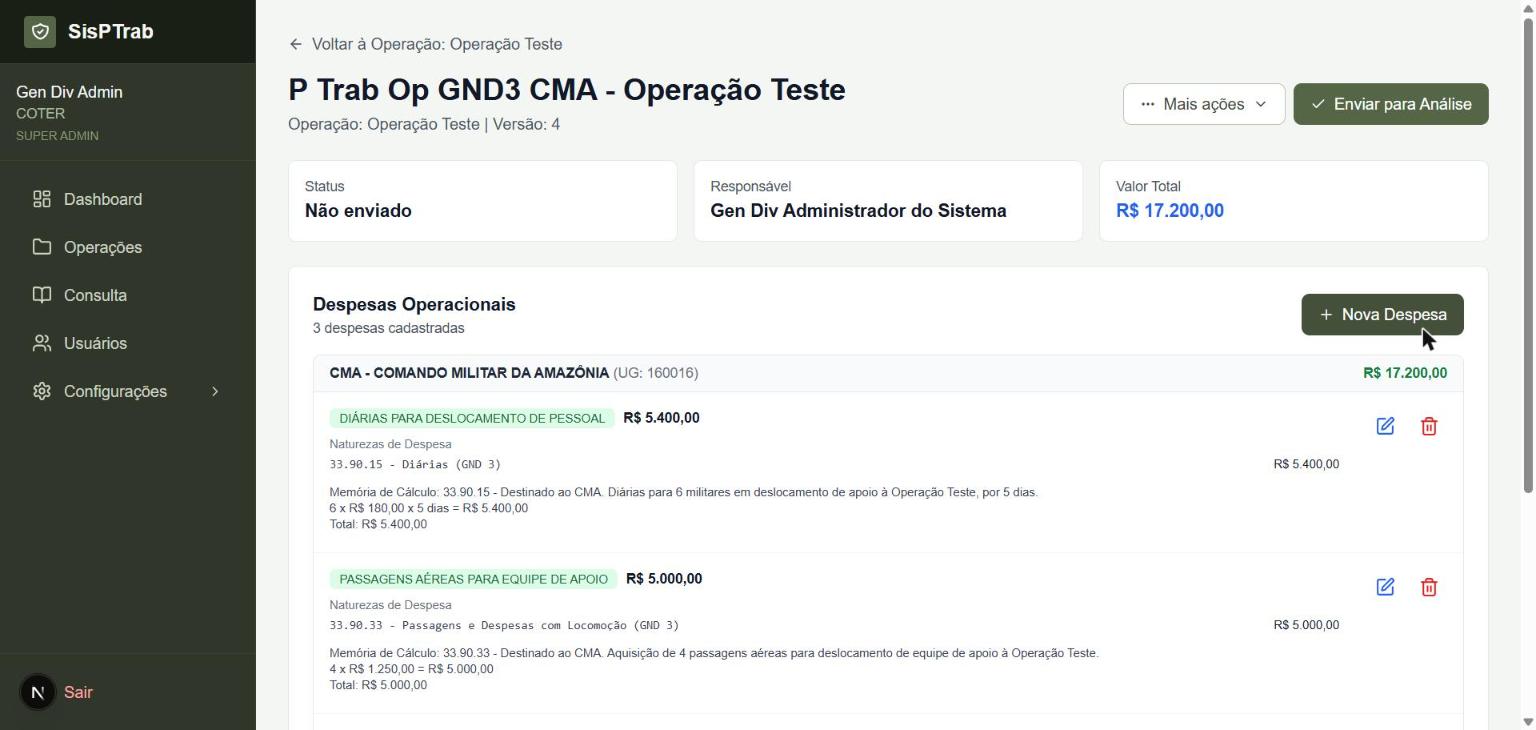 SisPTrab
Gen Div Admin
COTER
SUPER ADMIN
Dashboard
Operações
Consulta
Usuários
Configurações
N
Sair
Voltar à Operação: Operação Teste
P Trab Op GND3 CMA - Operação Teste
Operação: Operação Teste | Versão: 4
Mais ações
Enviar para Análise
Status
Não enviado
Responsável
Gen Div Administrador do Sistema
Valor Total
R$ 17.200,00
Despesas Operacionais
3 despesas cadastradas
+ Nova Despesa
CMA - COMANDO MILITAR DA AMAZÔNIA (UG: 160016) R$ 17.200,00
DIÁRIAS PARA DESLOCAMENTO DE PESSOAL R$ 5.400,00
Naturezas de Despesa
33.90.15 - Diárias (GND 3) R$ 5.400,00
Memória de Cálculo: 33.90.15 - Destinado ao CMA. Diárias para 6 militares em deslocamento de apoio à Operação Teste, por 5 dias.
6 x R$ 180,00 x 5 dias = R$ 5.400,00
Total: R$ 5.400,00
PASSAGENS AÉREAS PARA EQUIPE DE APOIO R$ 5.000,00
Naturezas de Despesa
33.90.33 - Passagens e Despesas com Locomoção (GND 3) R$ 5.000,00
Memória de Cálculo: 33.90.33 - Destinado ao CMA. Aquisição de 4 passagens aéreas para deslocamento de equipe de apoio à Operação Teste.
4 x R$ 1.250,00 = R$ 5.000,00
Total: R$ 5.000,00